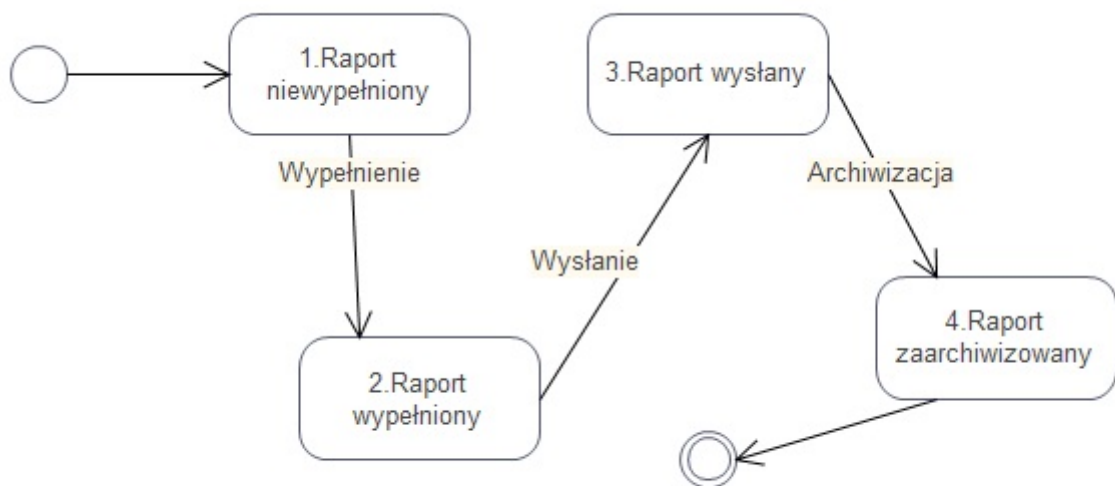 1.Raport
niewypełniony
Wypełnienie
2.Raport
wypełniony
Wysłanie
3.Raport wysłany
Archiwizacja
4.Raport
zaarchiwizowany